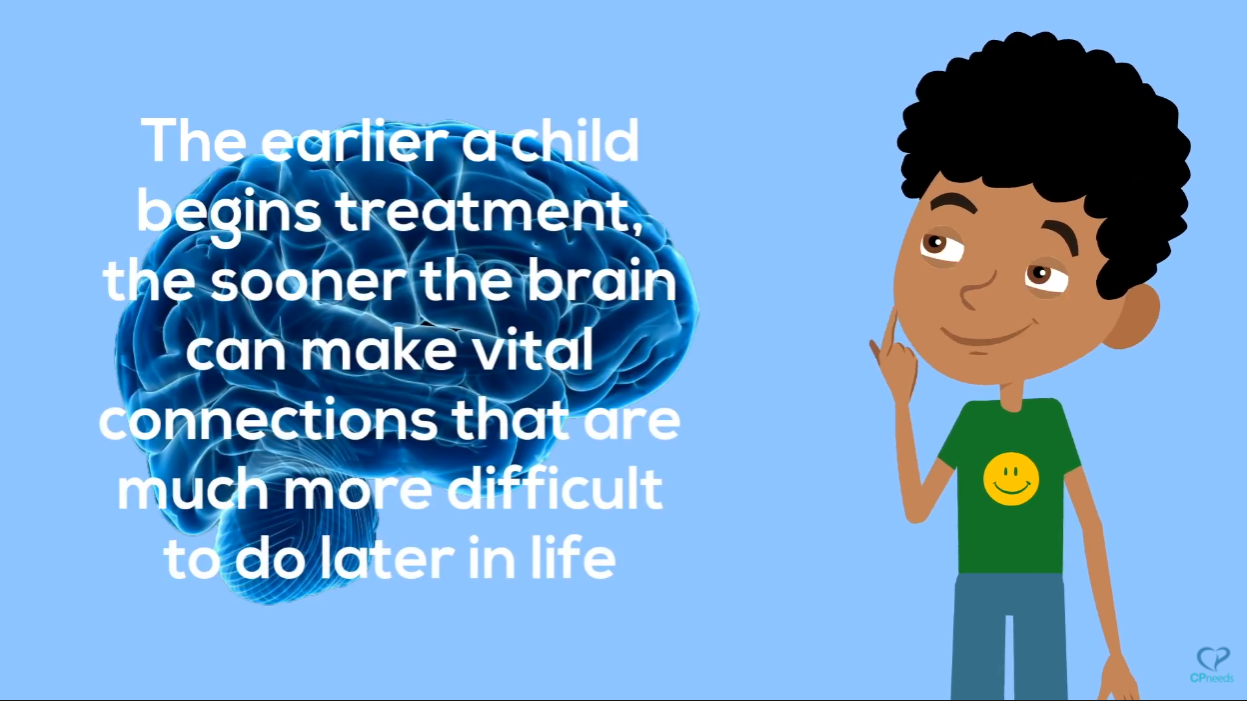 The earlier a child
begins treatment,
the sooner the brain
can make vital
connections that are
much more difficult
to do later in life
CPneeds